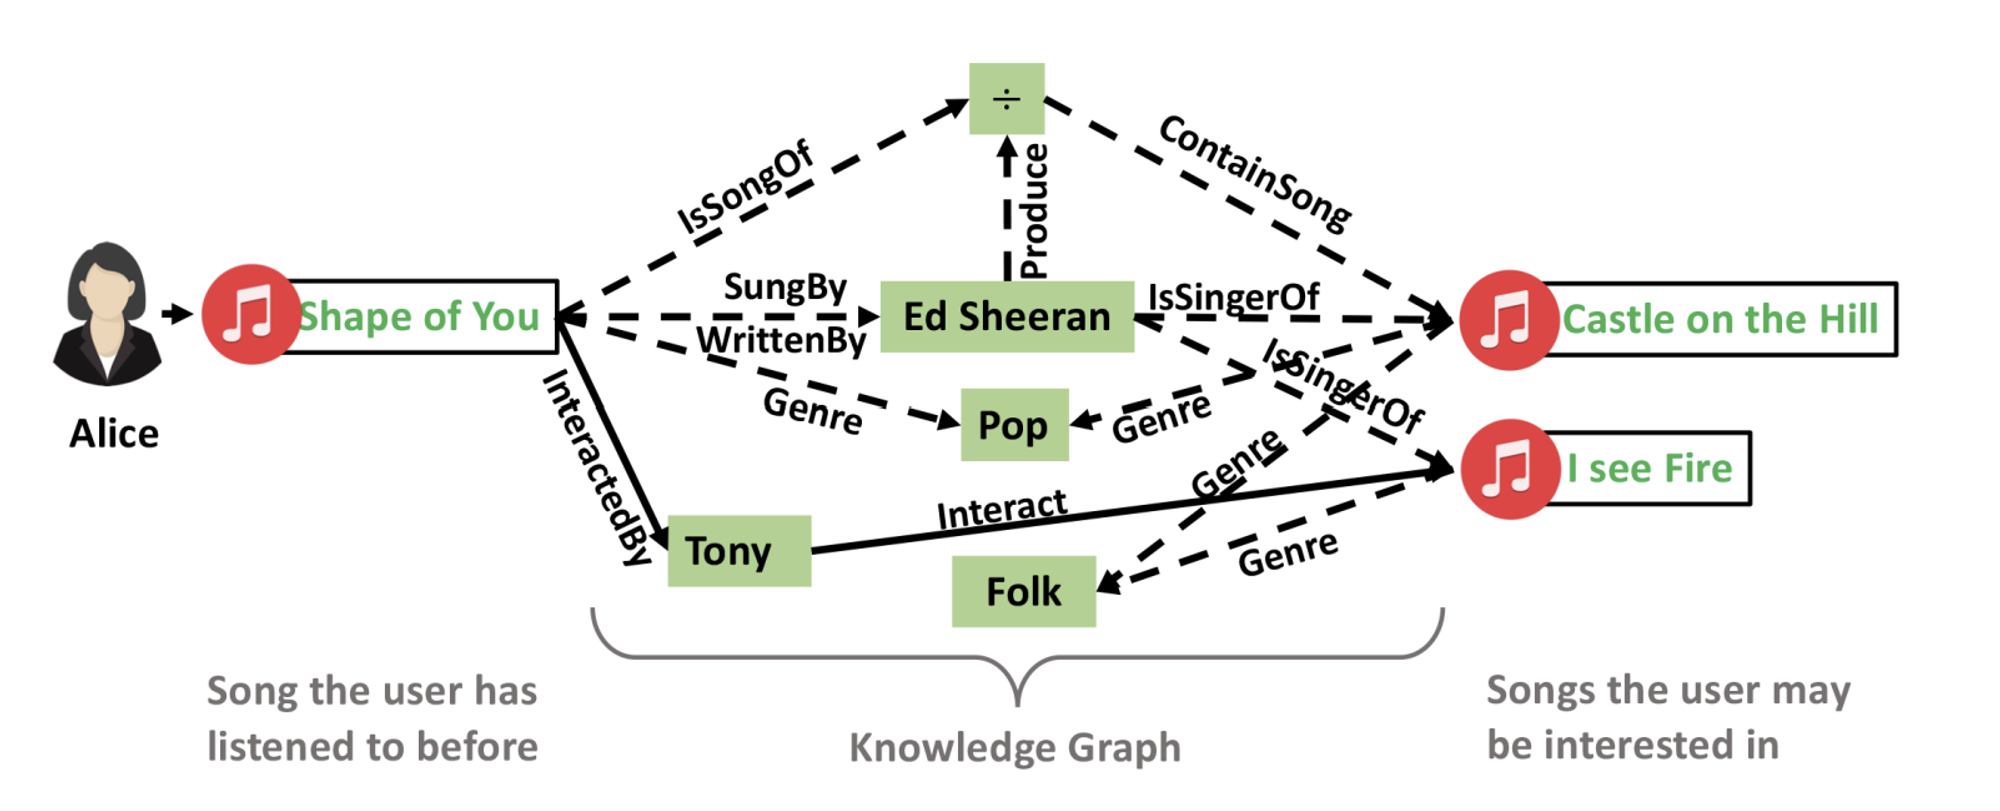 ÷
IsSongOf
ContainSong
Produce
SungBy
WrittenBy
Shape of You
Ed Sheeran
IsSingerOf
Castle on the Hill
IsSingerOf
Genre
Pop
Genre
Alice
InteractedBy
Genre
I see Fire
Interact
Tony
Genre
Folk
Song the user has
listened to before
Knowledge Graph
Songs the user may
be interested in